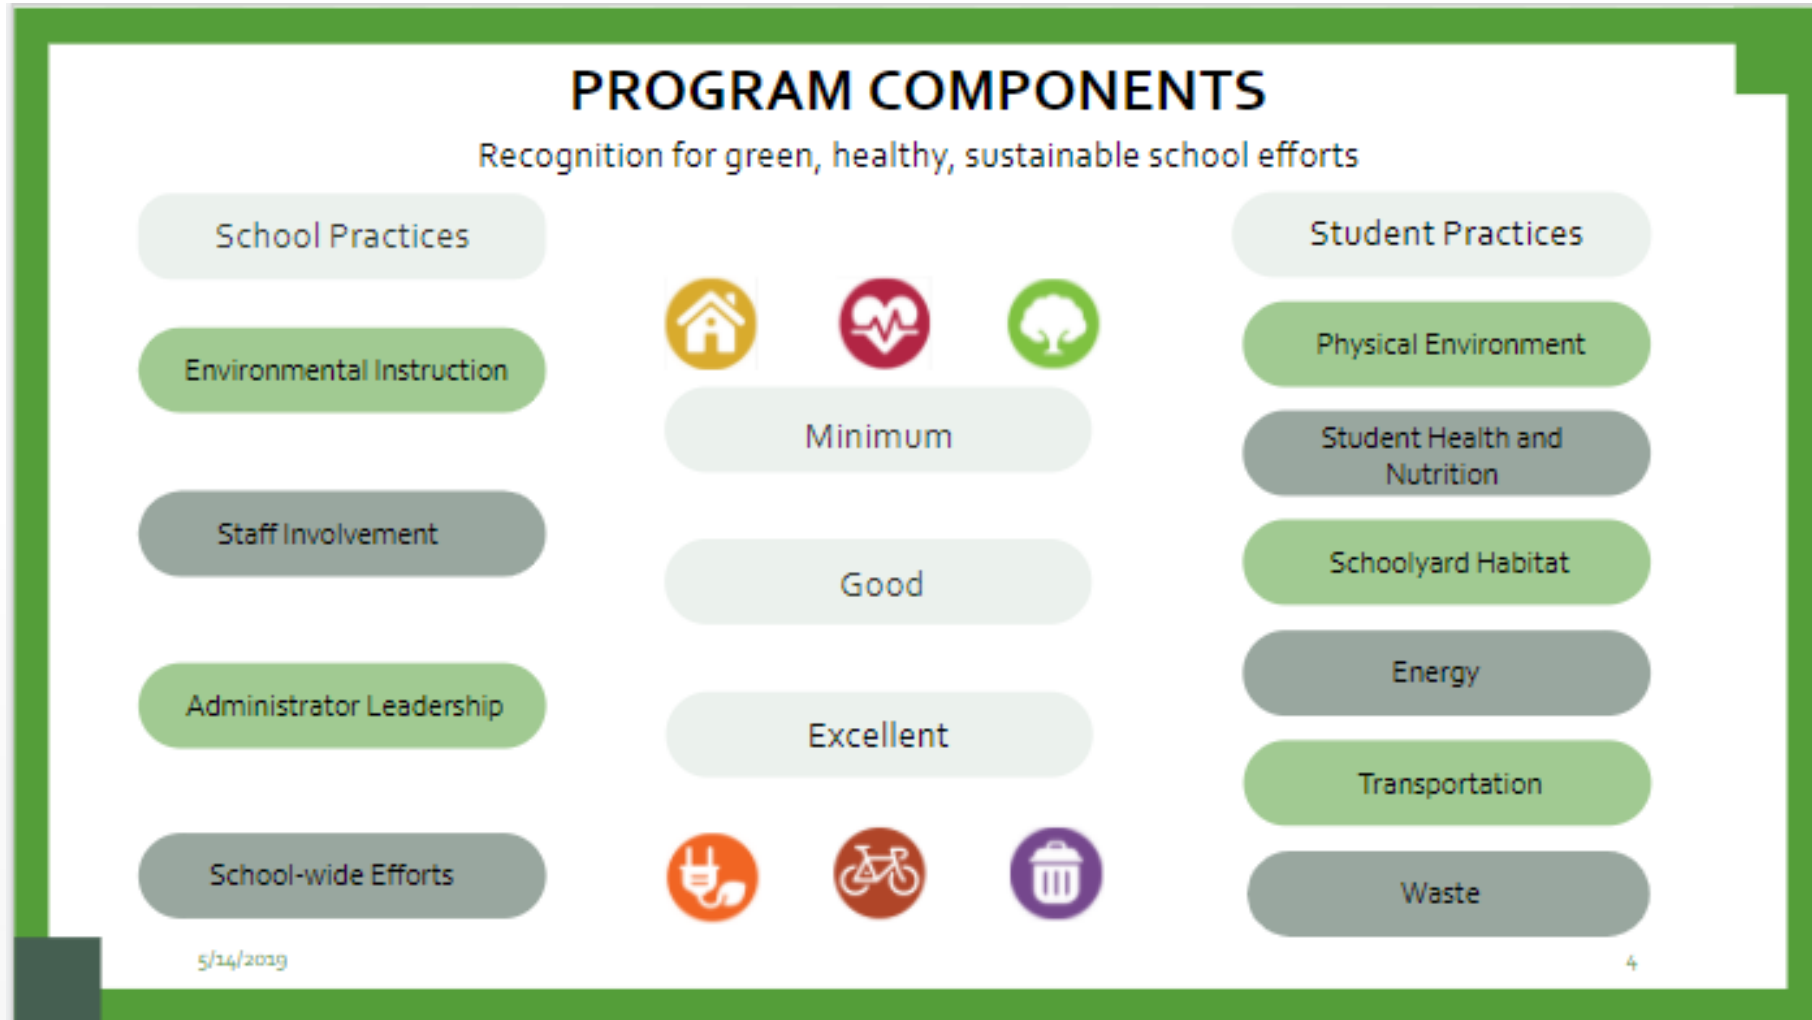 PROGRAM COMPONENTS
Recognition for green, healthy, sustainable school efforts
School Practices
Environmental Instruction
Staff Involvement
Administrator Leadership
School-wide Efforts
Minimum
Good
Excellent
Student Practices
Physical Environment
Student Health and
Nutrition
Schoolyard Habitat
Energy
Transportation
Waste
5/14/2019
4